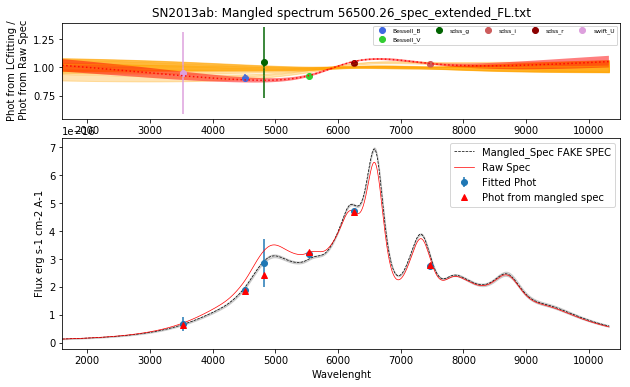 SN2013ab: Mangled spectrum 56500.26_spec_extended_FL.txt
Phot from LCfitting /
Phot from Raw Spec
1.25
1.00
0.75
Bessell_B
Bessell_V
sdss_g
sdss_i
sdss_r
swift_U
2000 3000 4000 5000 6000 7000 8000 9000 10000
1e−16
Flux erg s-1 cm-2 A-1
7
6
5
4
3
2
1
0
Mangled_Spec FAKE SPEC
Raw Spec
Fitted Phot
Phot from mangled spec
2000 3000 4000 5000 6000 7000 8000 9000 10000
Wavelenght